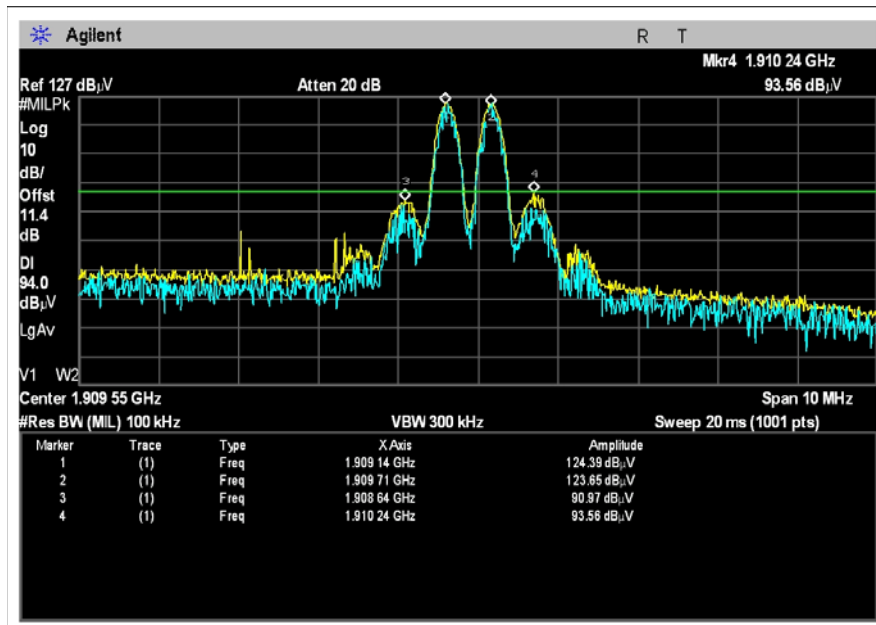 Agilent R T
Mkr4 1.910 24 GHz
Ref 127 dBµV Atten 20 dB 93.56 dBµV
#MILPk
Log
10
dB/
Offst
11.4
dB
DI
94.0
dBµV
LgAv
V1 W2
3
4
2
Center 1.909 55 GHz Span 10 MHz
#Res BW (MIL) 100 kHz VBW 300 kHz Sweep 20 ms (1001 pts)
Marker Trace Type X Axis Amplitude
1 (1) Freq 1.909 14 GHz 124.39 dBµV
2 (1) Freq 1.909 71 GHz 123.65 dBµV
3 (1) Freq 1.908 64 GHz 90.97 dBµV
4 (1) Freq 1.910 24 GHz 93.56 dBµV